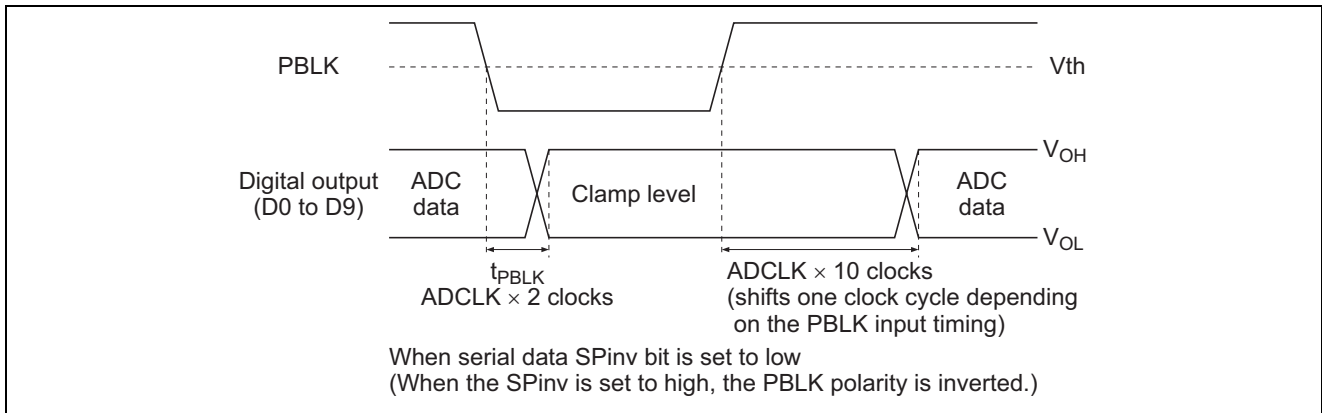 PBLK
Vth
Digital output
(D0 to D9)
ADC
data
Clamp level
ADC
data
VOH
VOL
tPBLK
ADCLK × 2 clocks
ADCLK × 10 clocks
(shifts one clock cycle depending
on the PBLK input timing)
When serial data SPinv bit is set to low
(When the SPinv is set to high, the PBLK polarity is inverted.)